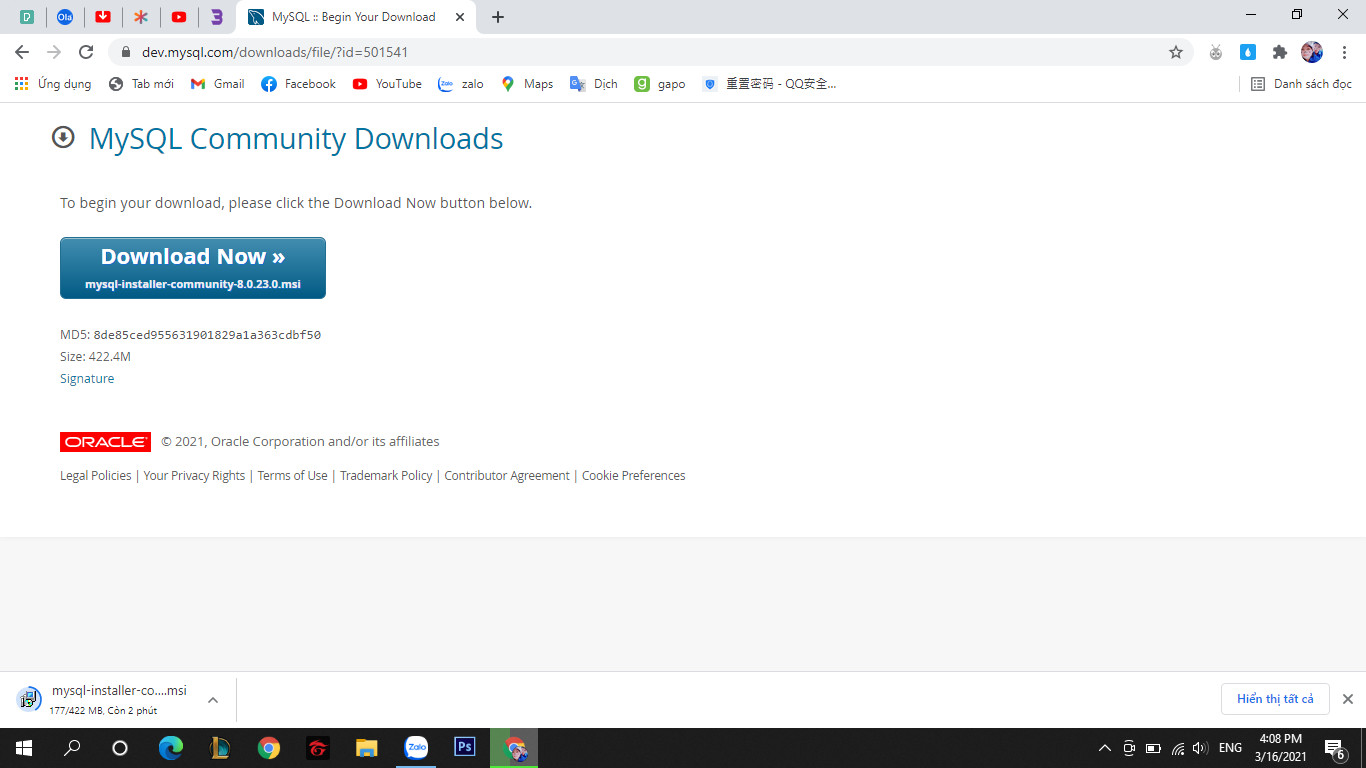 D
Ola
MySQL :: Begin Your Download
dev.mysql.com/downloads/file/?id=501541
Ứng dụng
Tab mới
Gmail
Facebook
YouTube
Zalo
zalo
Maps
Dịch
g
gapo
重置密码 - QQ安全...
Danh sách đọc
MySQL Community Downloads
To begin your download, please click the Download Now button below.
Download Now »
mysql-installer-community-8.0.23.0.msi
MD5: 8de85ced955631901829a1a363cdbf50
Size: 422.4M
Signature
ORACLE © 2021, Oracle Corporation and/or its affiliates
Legal Policies | Your Privacy Rights | Terms of Use | Trademark Policy | Contributor Agreement | Cookie Preferences
mysql-installer-co....msi
177/422 MB, Còn 2 phút
Hiển thị tất cả
Zalo
Ps
ENG
4:08 PM
3/16/2021
6